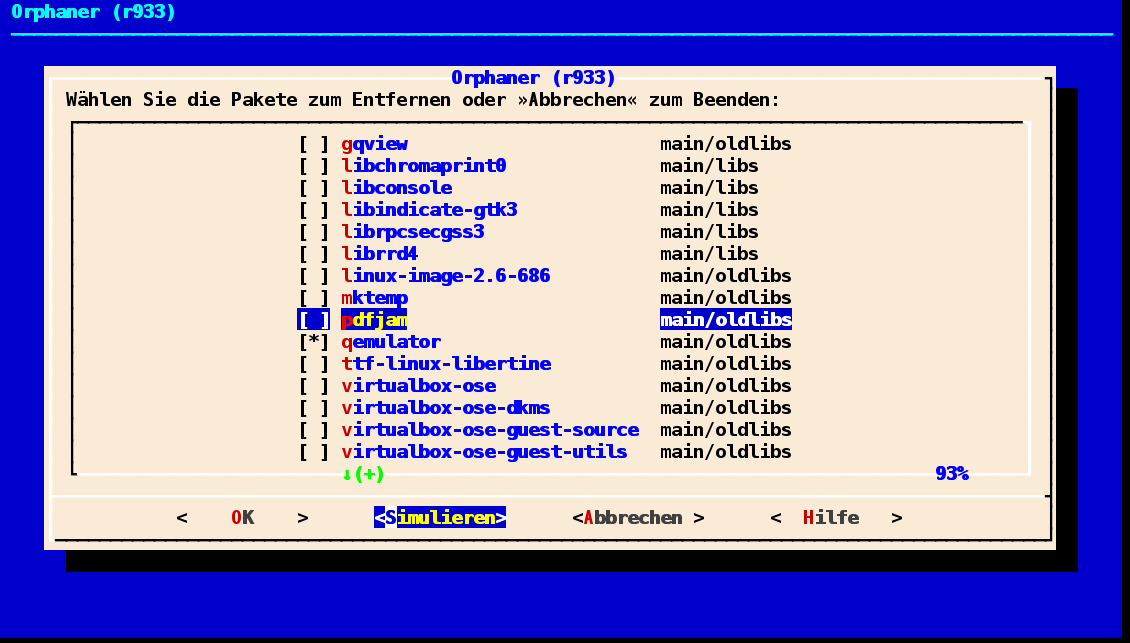 Orphaner (r933)
Orphaner (r933)
Wählen Sie die Pakete zum Entfernen oder »Abbrechen« zum Beenden:
[ ] gqview main/oldlibs
[ ] libchromaprint0 main/libs
[ ] libconsole main/libs
[ ] libindicate-gtk3 main/libs
[ ] librpcsecgss3 main/libs
[ ] librrd4 main/libs
[ ] linux-image-2.6-686 main/oldlibs
[ ] mktemp main/oldlibs
[ ] pdfjam main/oldlibs
[*] qemulator main/oldlibs
[ ] ttf-linux-libertine main/oldlibs
[ ] virtualbox-ose main/oldlibs
[ ] virtualbox-ose-dkms main/oldlibs
[ ] virtualbox-ose-guest-source main/oldlibs
[ ] virtualbox-ose-guest-utils main/oldlibs
↓(+) 93%
< OK > <Simulieren> <Abbrechen > < Hilfe >